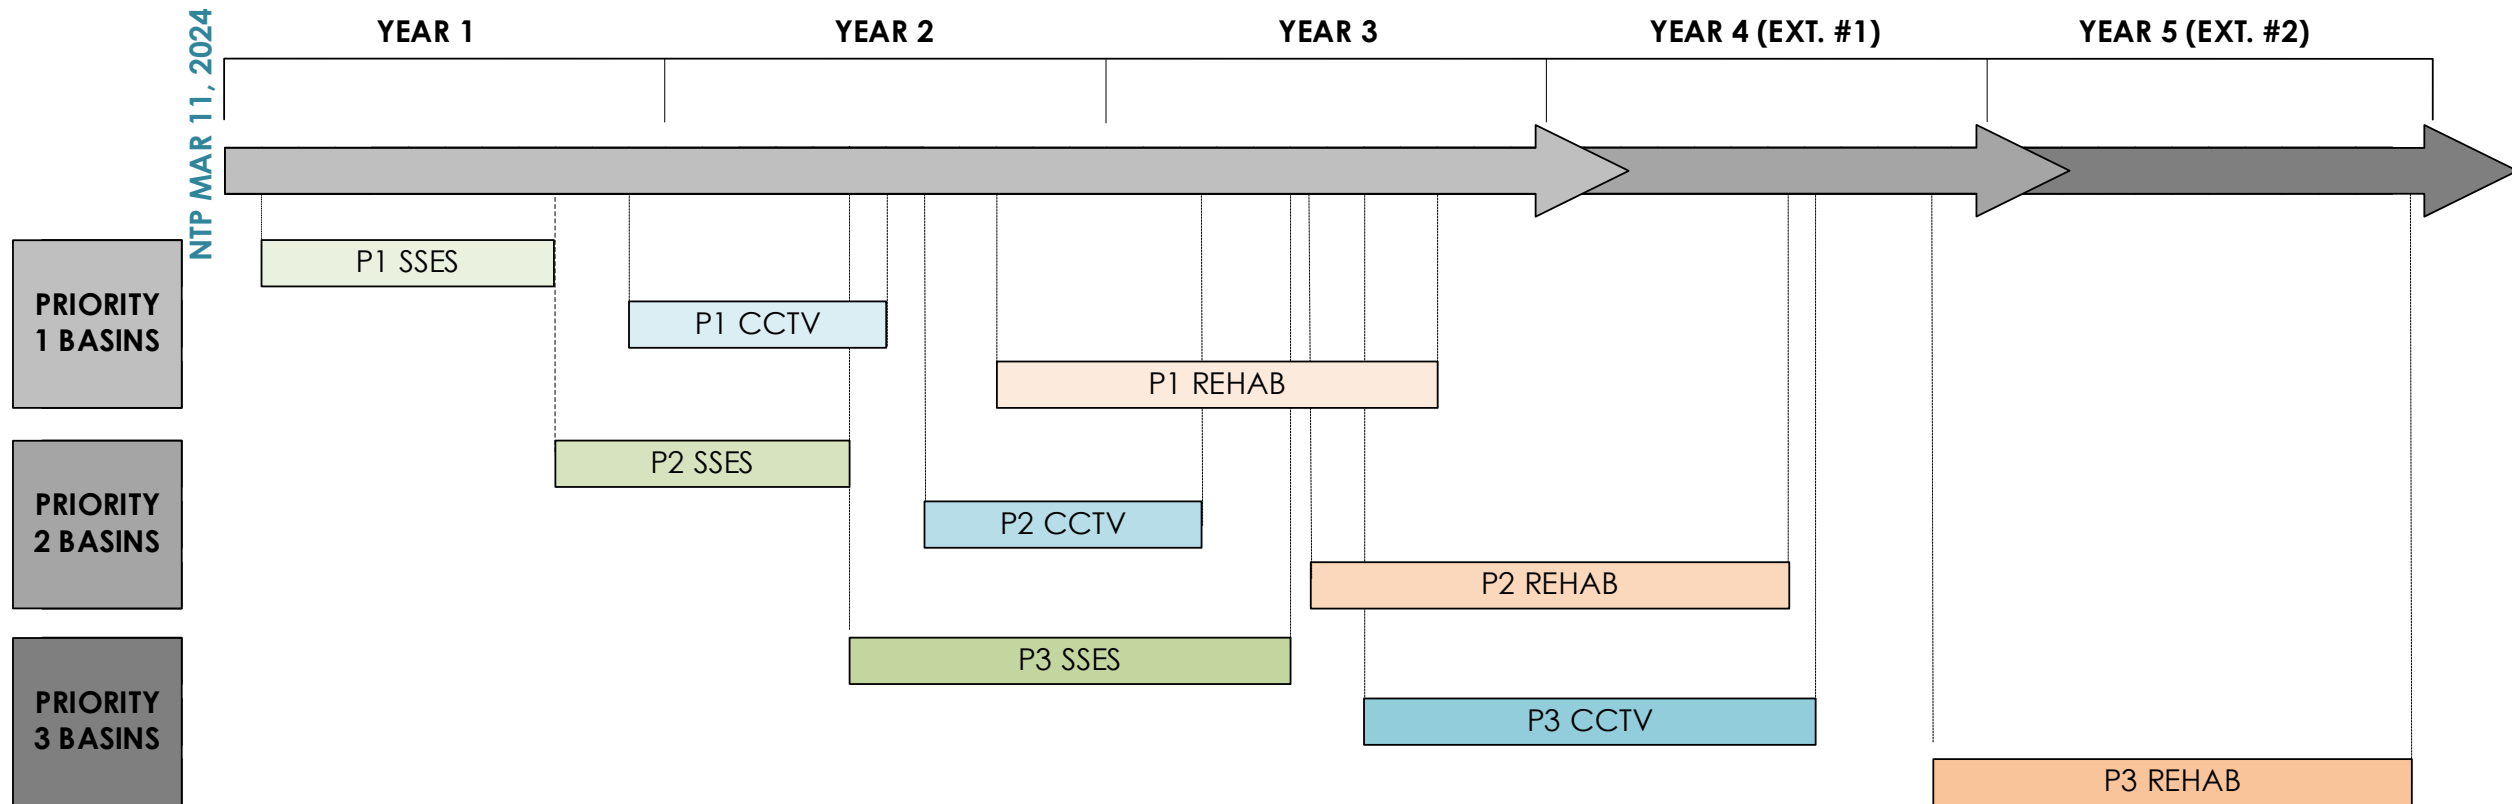 NTP MAR 11, 2024
YEAR 1
YEAR 2
YEAR 3
YEAR 4 (EXT. #1)
YEAR 5 (EXT. #2)
PRIORITY
1 BASINS
P1 SSES
P1 CCTV
P1 REHAB
PRIORITY
2 BASINS
P2 SSES
P2 CCTV
P2 REHAB
PRIORITY
3 BASINS
P3 SSES
P3 CCTV
P3 REHAB